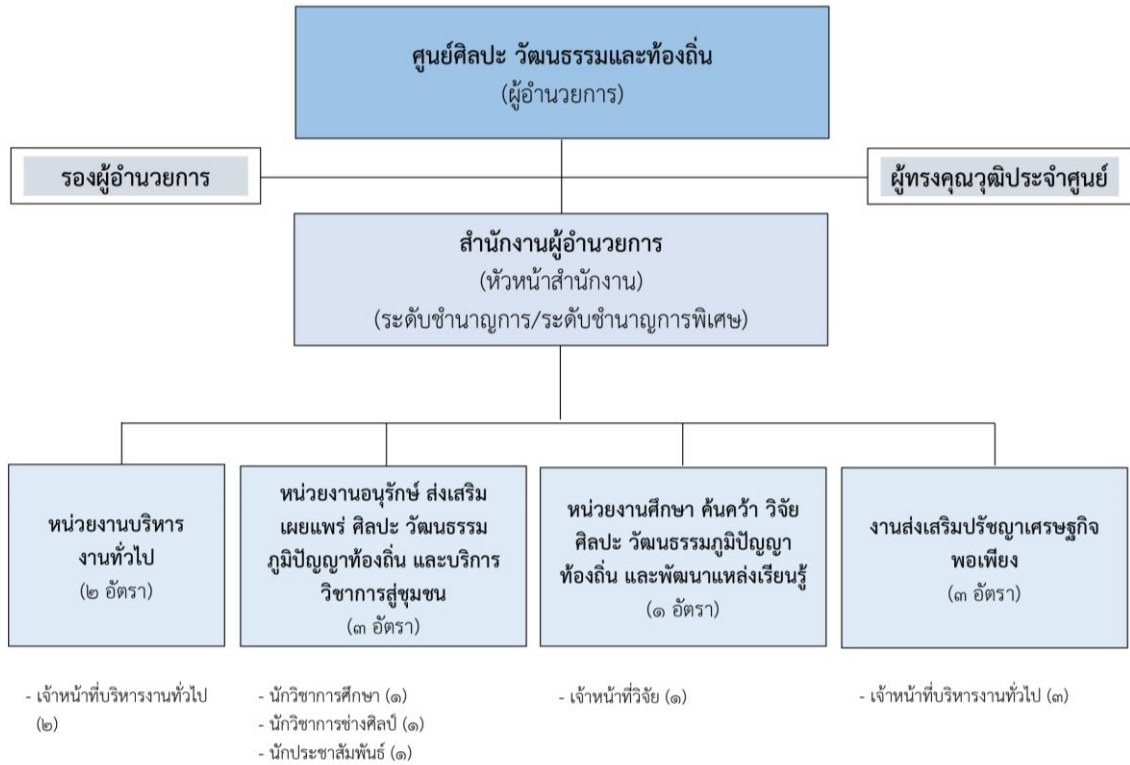 ศูนย์ศิลปะ วัฒนธรรมและท้องถิ่น
(ผู้อำนวยการ)
รองผู้อำนวยการ
ผู้ทรงคุณวุฒิประจำศูนย์
สำนักงานผู้อำนวยการ
(หัวหน้าสำนักงาน)
(ระดับชำนาญการ/ระดับชำนาญการพิเศษ)
หน่วยงานบริหาร
งานทั่วไป
(๒ อัตรา)
หน่วยงานอนุรักษ์ ส่งเสริม
เผยแพร่ ศิลปะ วัฒนธรรม
ภูมิปัญญาท้องถิ่น และบริการ
วิชาการสู่ชุมชน
(๓ อัตรา)
หน่วยงานศึกษา ค้นคว้า วิจัย
ศิลปะ วัฒนธรรมภูมิปัญญา
ท้องถิ่น และพัฒนาแหล่งเรียนรู้
(๑ อัตรา)
งานส่งเสริมปรัชญาเศรษฐกิจ
พอเพียง
(๓ อัตรา)
- เจ้าหน้าที่บริหารงานทั่วไป
(๒)
- นักวิชาการศึกษา (๑)
- นักวิชาการช่างศิลป์ (๑)
- นักประชาสัมพันธ์ (๑)
- เจ้าหน้าที่วิจัย (๑)
- เจ้าหน้าที่บริหารงานทั่วไป (๓)